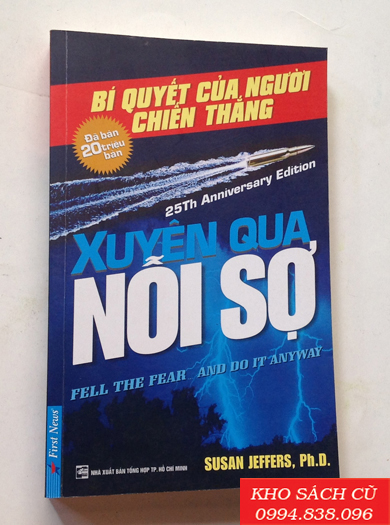 BÍ QUYẾT CỦA NGƯỜI
CHIẾN THẮNG
Đã bán
20 triệu
bản
25Th Anniversary Edition
XUYÊN QUA
NỖI SỢ
FELL THE FEAR AND DO IT ANYWAY
First News
NHÀ XUẤT BẢN TỔNG HỢP TP. HỒ CHÍ MINH
SUSAN JEFFERS, Ph.D.
KHO SÁCH CŨ
0994.838.096